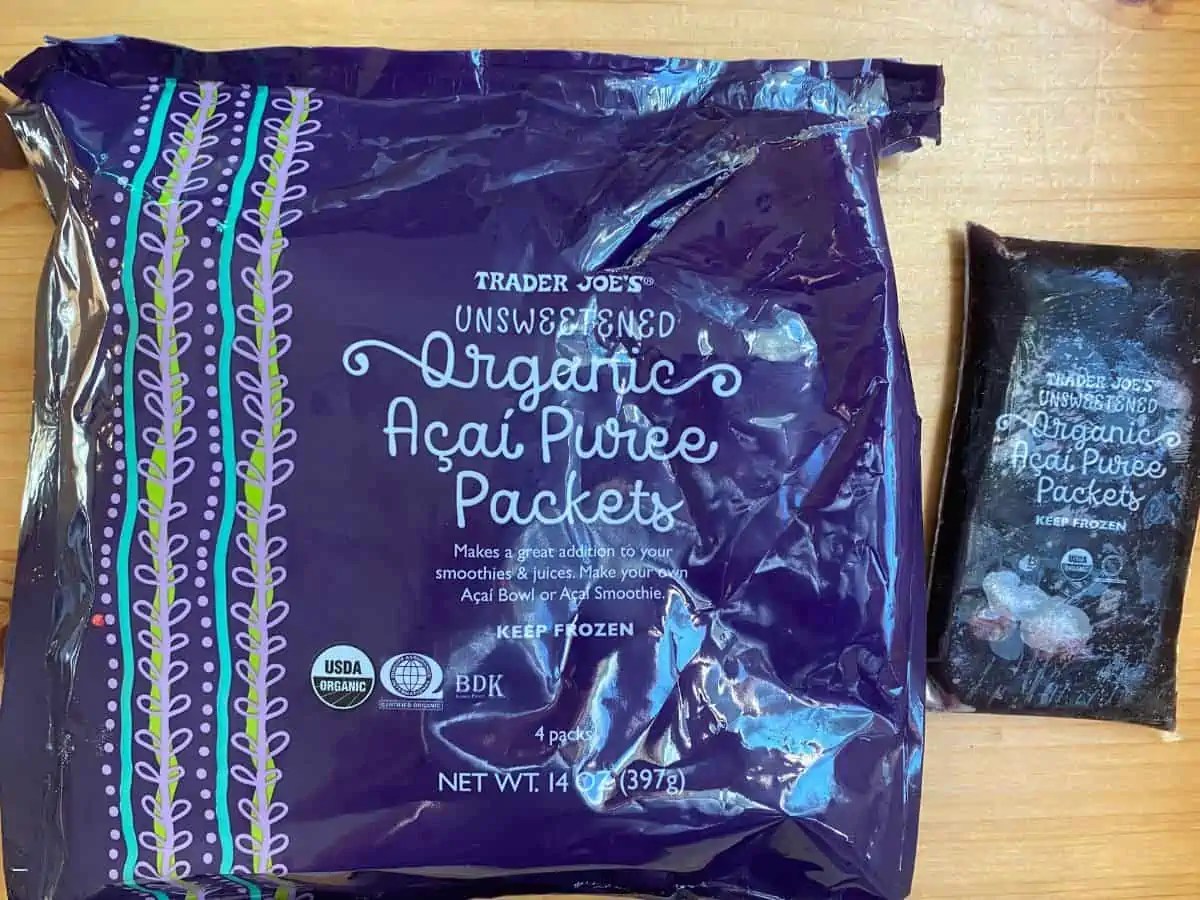 TRADER JOE'S®
UNSWEETENED
Organic
Açaí Puree
Packets
Makes a great addition to your
smoothies & juices. Make your own
Açaí Bowl or Açaí Smoothie.
KEEP FROZEN
USDA
ORGANIC
CERTIFIED ORGANIC
BDK
4 packs
NET WT. 14 OZ (397g)
TRADER JOE'S
UNSWEETENED
Organic
Açaí Puree
Packets
KEEP FROZEN
USDA
ORGANIC